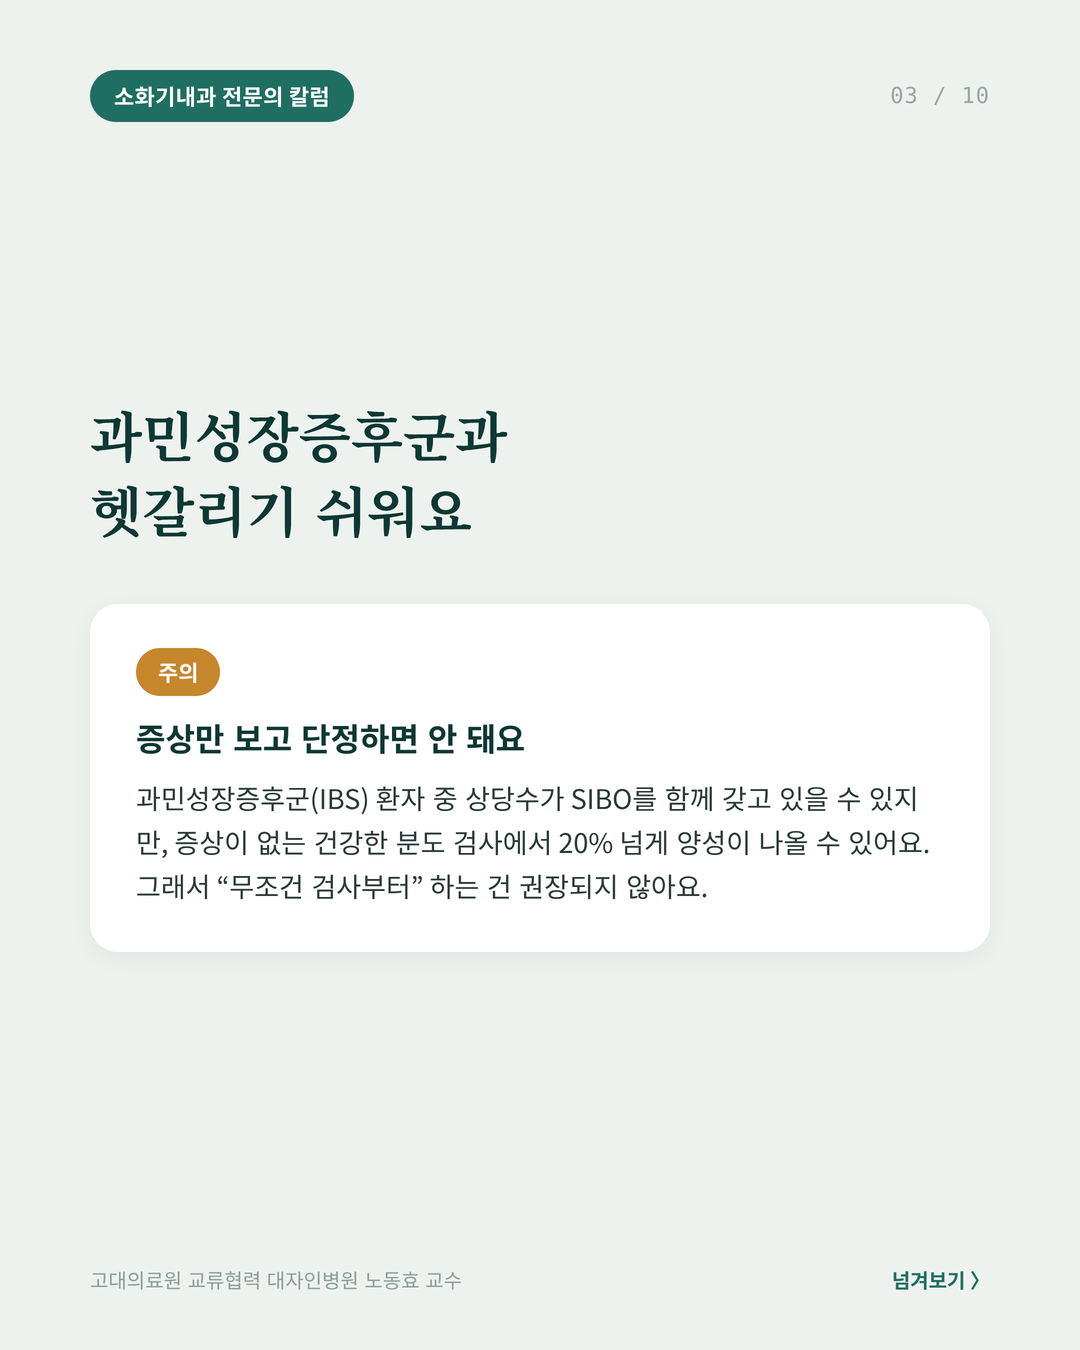 소화기내과 전문의 칼럼
03 / 10
과민성장증후군과
헷갈리기 쉬워요
주의
증상만 보고 단정하면 안 돼요
과민성장증후군(IBS) 환자 중 상당수가 SIBO를 함께 갖고 있을 수 있지
만, 증상이 없는 건강한 분도 검사에서 20% 넘게 양성이 나올 수 있어요.
그래서 “무조건 검사부터” 하는 건 권장되지 않아요.
고대의료원 교류협력 대자인병원 노동효 교수
넘겨보기 〉